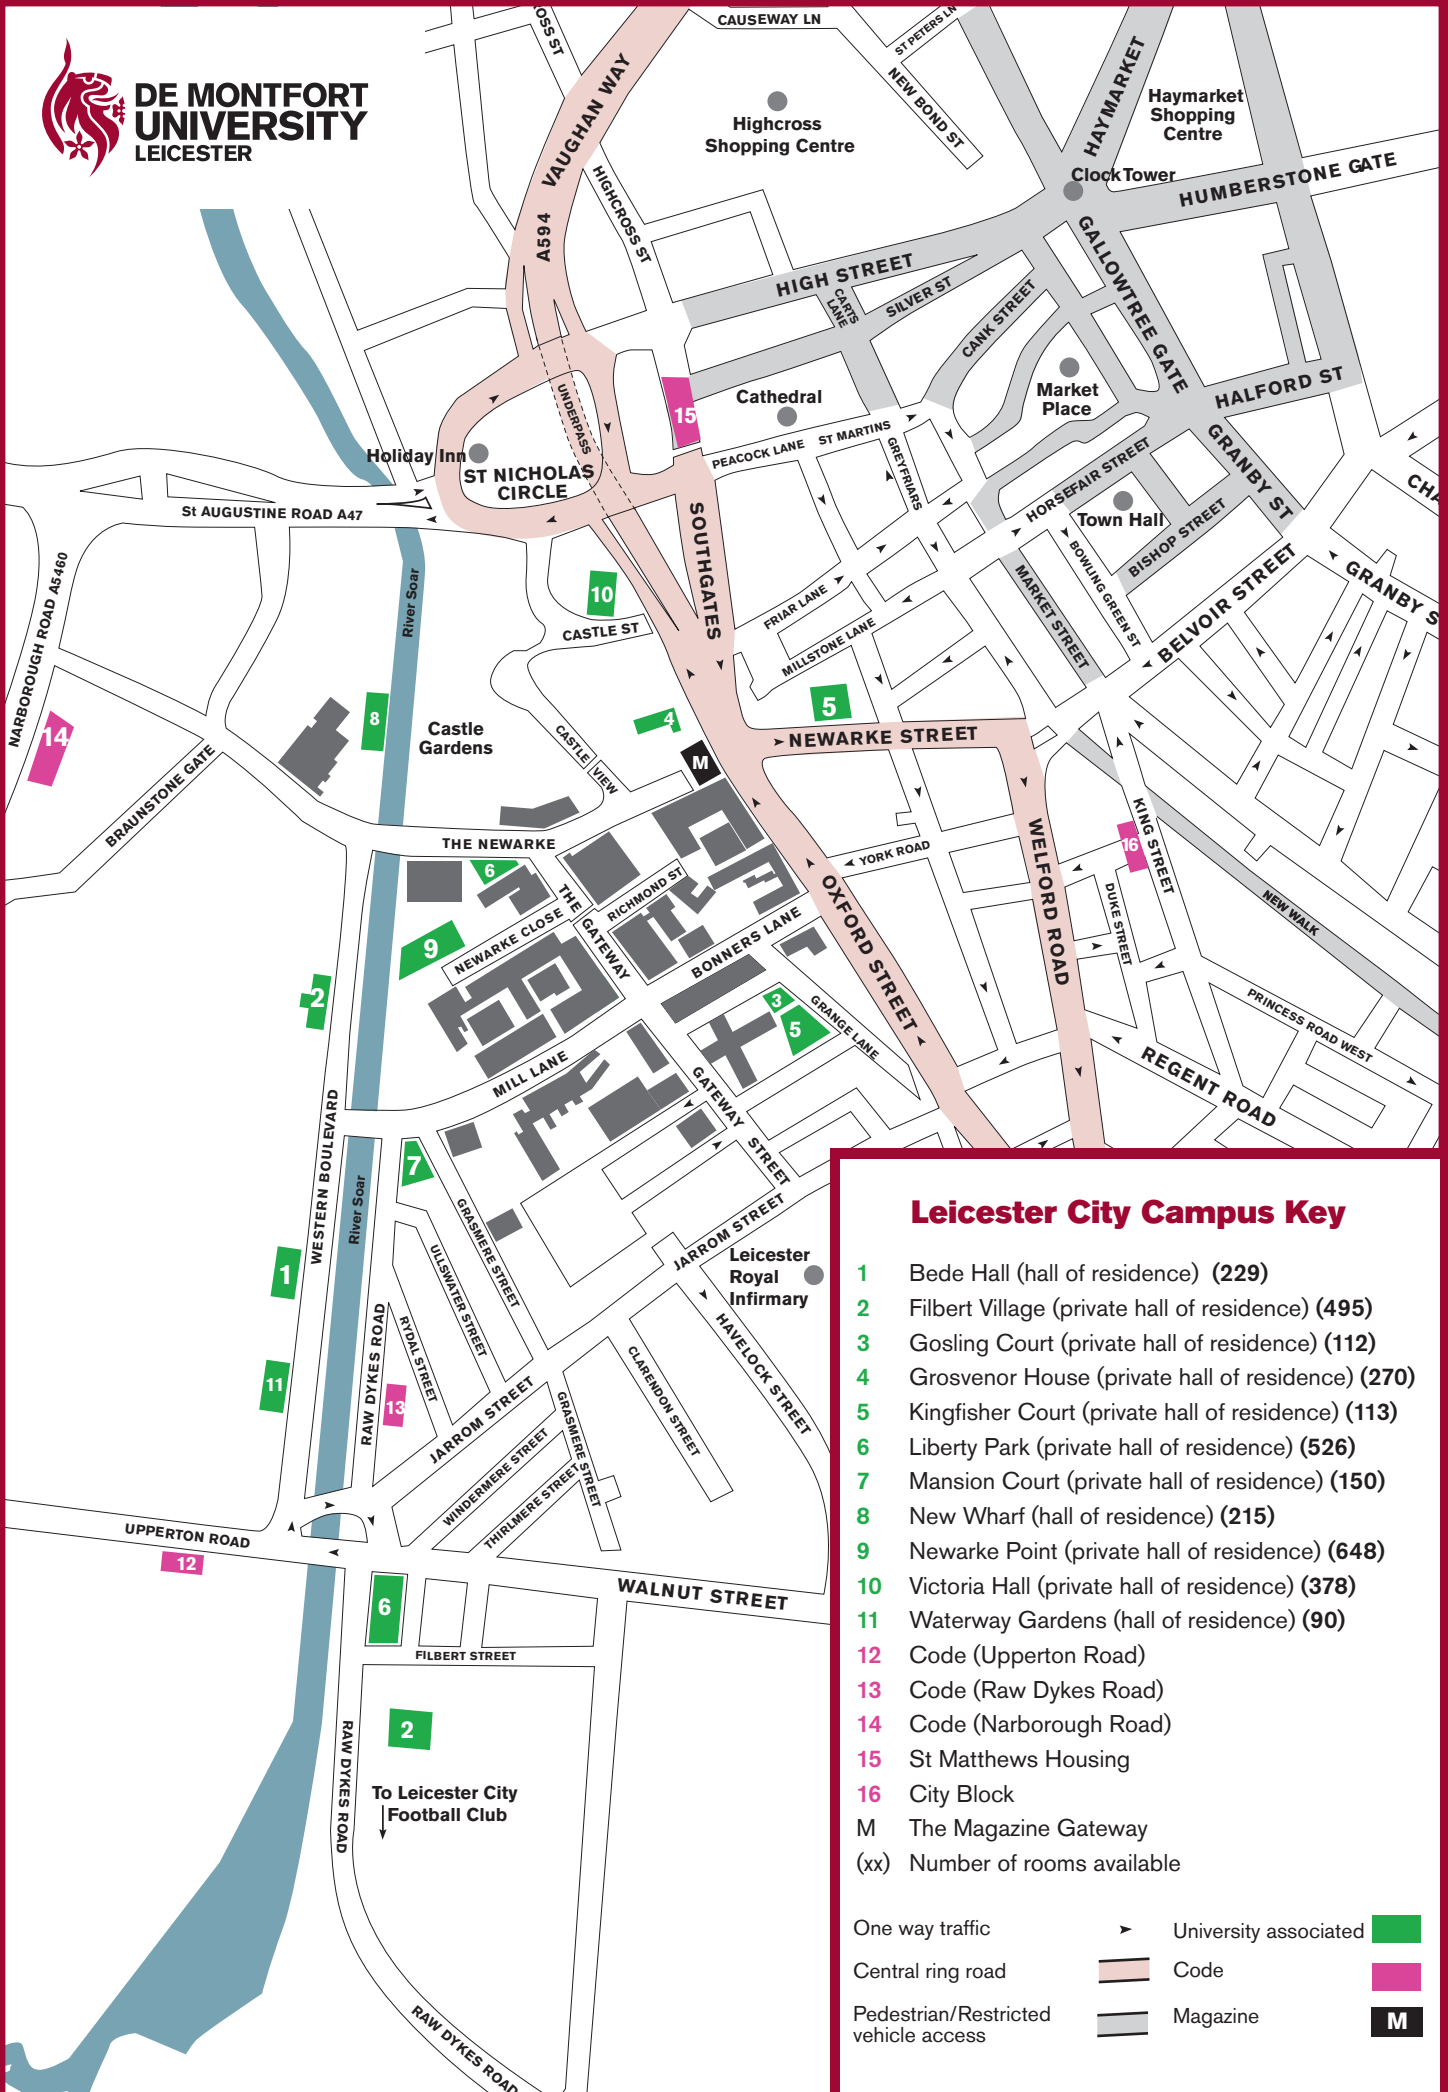 DE MONTFORT
UNIVERSITY
LEICESTER
CAUSEWAY LN
ST PETERS LN
NEW BOND ST
HAYMARKET
Haymarket
Shopping
Centre
Highcross
Shopping Centre
Clock Tower
HUMBERSTONE GATE
VAUGHAN WAY
A594
HIGHCROSS ST
OSS ST
HIGH STREET
CARTS
LANE
SILVER ST
CANK STREET
GALLOWTREE GATE
HALFORD ST
Market
Place
Cathedral
15
UNDERPASS
Holiday Inn
ST NICHOLAS
CIRCLE
PEACOCK LANE
ST MARTINS
GREYFRIARS
HORSEFAIR STREET
GRANBY ST
CHA
St AUGUSTINE ROAD A47
SOUTHGATES
Town Hall
BISHOP STREET
BOWLING GREEN ST
MARKET STREET
BELVOIR STREET
GRANBY S
NARBOROUGH ROAD A5460
River Soar
10
CASTLE ST
FRIAR LANE
MILLSTONE LANE
14
8
Castle
Gardens
4
5
M
NEWARKE STREET
CASTLE
VIEW
BRAUNSTONE GATE
THE NEWARKE
YORK ROAD
16
KING STREET
WELFORD ROAD
DUKE STREET
NEW WALK
6
THE
GATEWAY
RICHMOND ST
NEWARKE CLOSE
9
BONNERS LANE
OXFORD STREET
2
3
5
GRANGE LANE
PRINCESS ROAD WEST
REGENT ROAD
MILL LANE
GATEWAY STREET
WESTERN BOULEVARD
7
River Soar
GRASMERE STREET
ULLSWATER STREET
JARROM STREET
Leicester
Royal
Infirmary
1
RAW DYKES ROAD
RYDAL STREET
HAVELOCK STREET
CLARENDON STREET
11
13
JARROM STREET
GRASMERE STREET
WINDERMERE STREET
THIRLMERE STREET
UPPERTON ROAD
12
WALNUT STREET
6
FILBERT STREET
2
RAW DYKES ROAD
To Leicester City
Football Club
RAW DYKES ROAD
Leicester City Campus Key
1 Bede Hall (hall of residence) (229)
2 Filbert Village (private hall of residence) (495)
3 Gosling Court (private hall of residence) (112)
4 Grosvenor House (private hall of residence) (270)
5 Kingfisher Court (private hall of residence) (113)
6 Liberty Park (private hall of residence) (526)
7 Mansion Court (private hall of residence) (150)
8 New Wharf (hall of residence) (215)
9 Newarke Point (private hall of residence) (648)
10 Victoria Hall (private hall of residence) (378)
11 Waterway Gardens (hall of residence) (90)
12 Code (Upperton Road)
13 Code (Raw Dykes Road)
14 Code (Narborough Road)
15 St Matthews Housing
16 City Block
M The Magazine Gateway
(xx) Number of rooms available
One way traffic
University associated
Central ring road
Code
Pedestrian/Restricted
vehicle access
Magazine
M